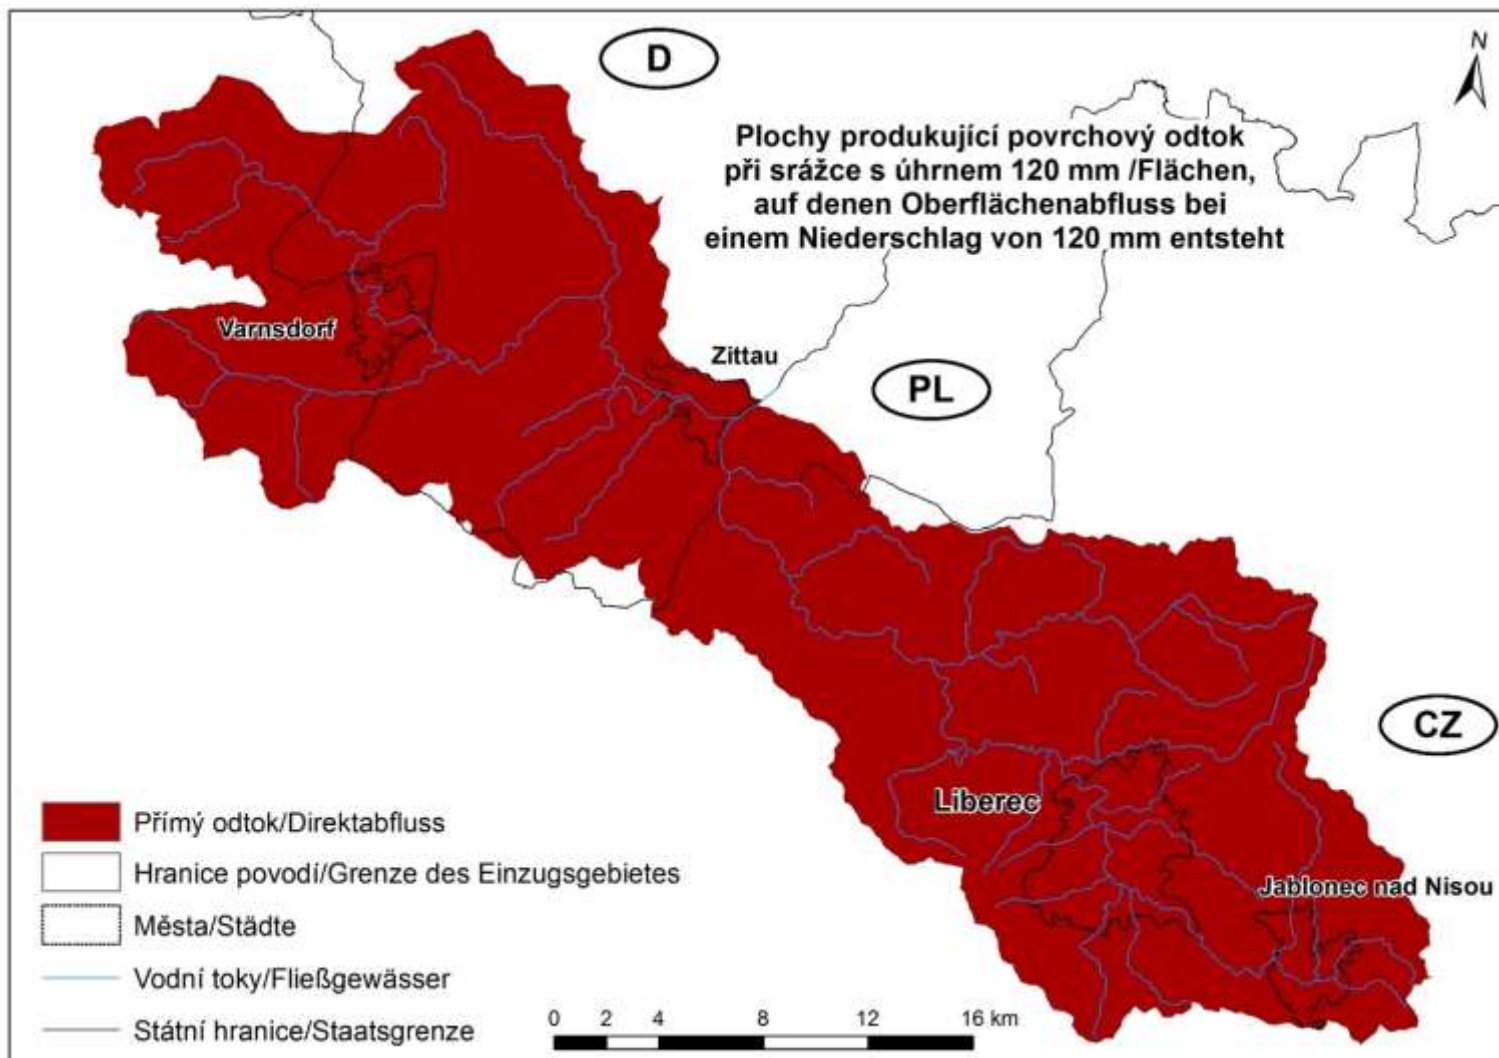 D
N
Plochy produkující povrchový odtok
při srážce s úhrnem 120 mm /Flächen,
auf denen Oberflächenabfluss bei
einem Niederschlag von 120 mm entsteht
Varnsdorf
Zittau
PL
CZ
Liberec
Jablonec nad Nisou
Přímý odtok/Direktabfluss
Hranice povodí/Grenze des Einzugsgebietes
Města/Städte
Vodní toky/Fließgewässer
Státní hranice/Staatsgrenze
0 2 4 8 12 16 km